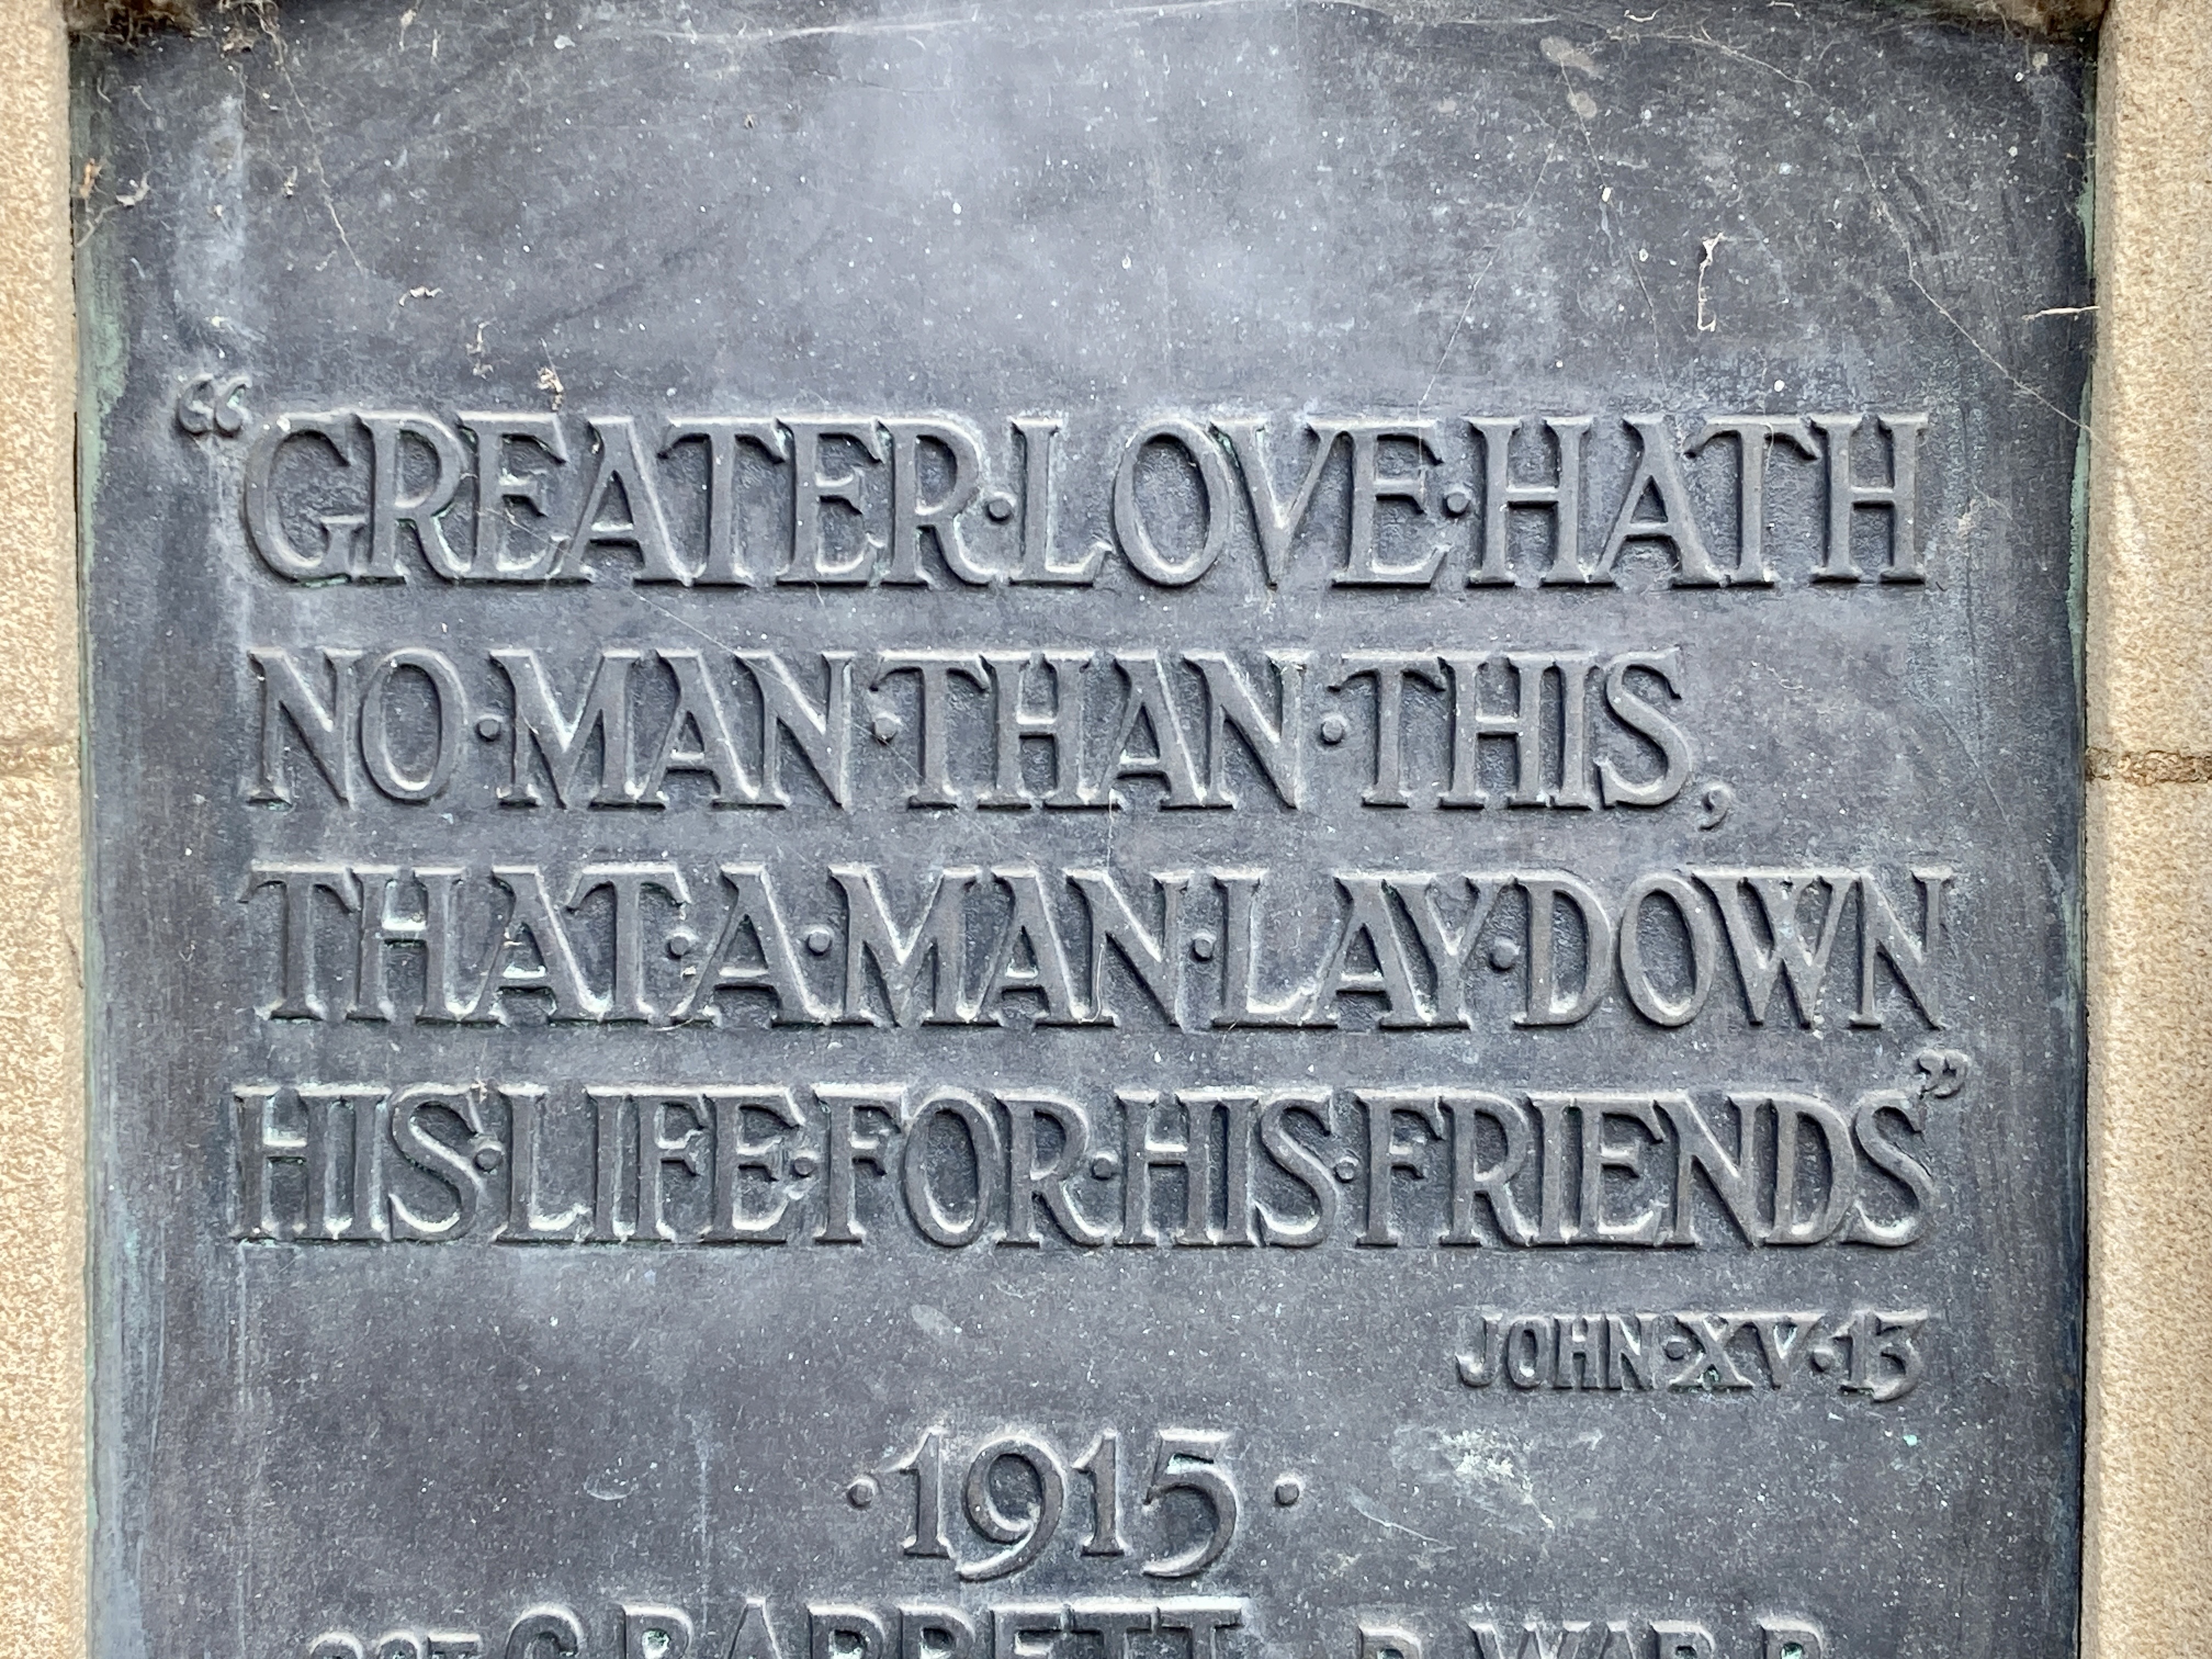 “GREATER·LOVE·HATH
NO·MAN·THAN·THIS,
THAT·A·MAN·LAY·DOWN
HIS·LIFE·FOR·HIS·FRIENDS”
JOHN·XV·13
·1915·
BARRETT